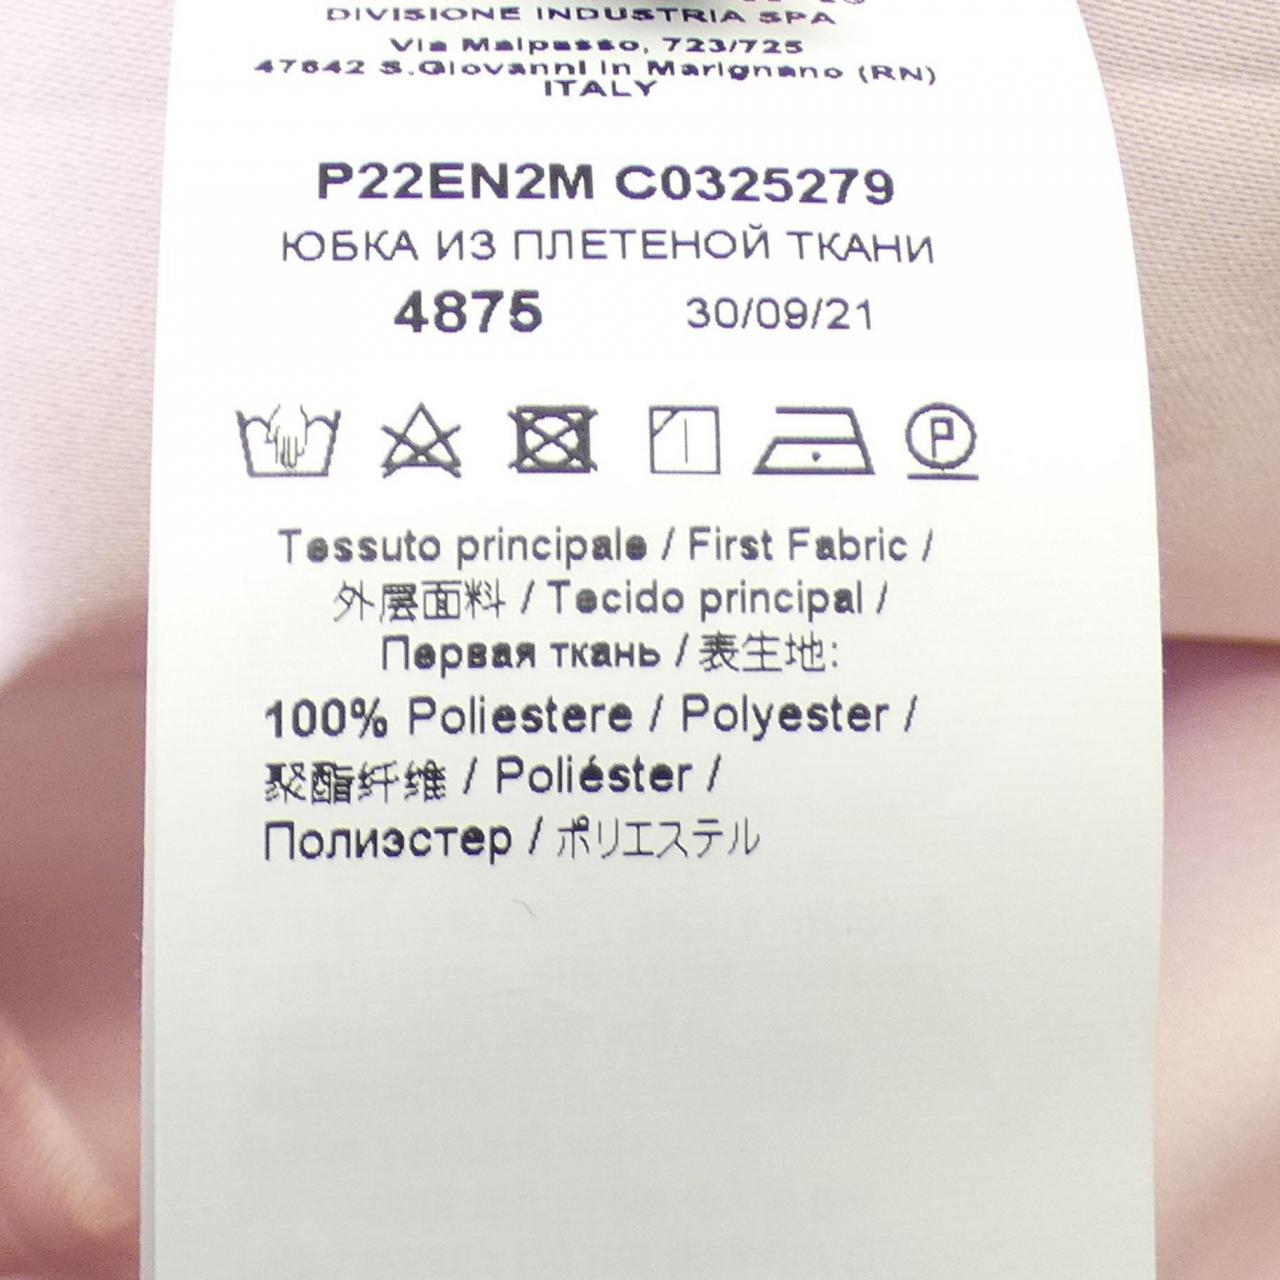 DIVISIONE INDUSTRIA SPA
Via Malpasso, 723/725
47842 S.Giovanni in Marignano (RN)
ITALY
P22EN2M C0325279
ЮБКА ИЗ ПЛЕТЕНОЙ ТКАНИ
4875 30/09/21
P
Tessuto principale / First Fabric /
外层面料 / Tecido principal /
Первая ткань / 表生地:
100% Poliestere / Polyester /
聚酯纤维 / Poliéster /
Полиэстер / ポリエステル